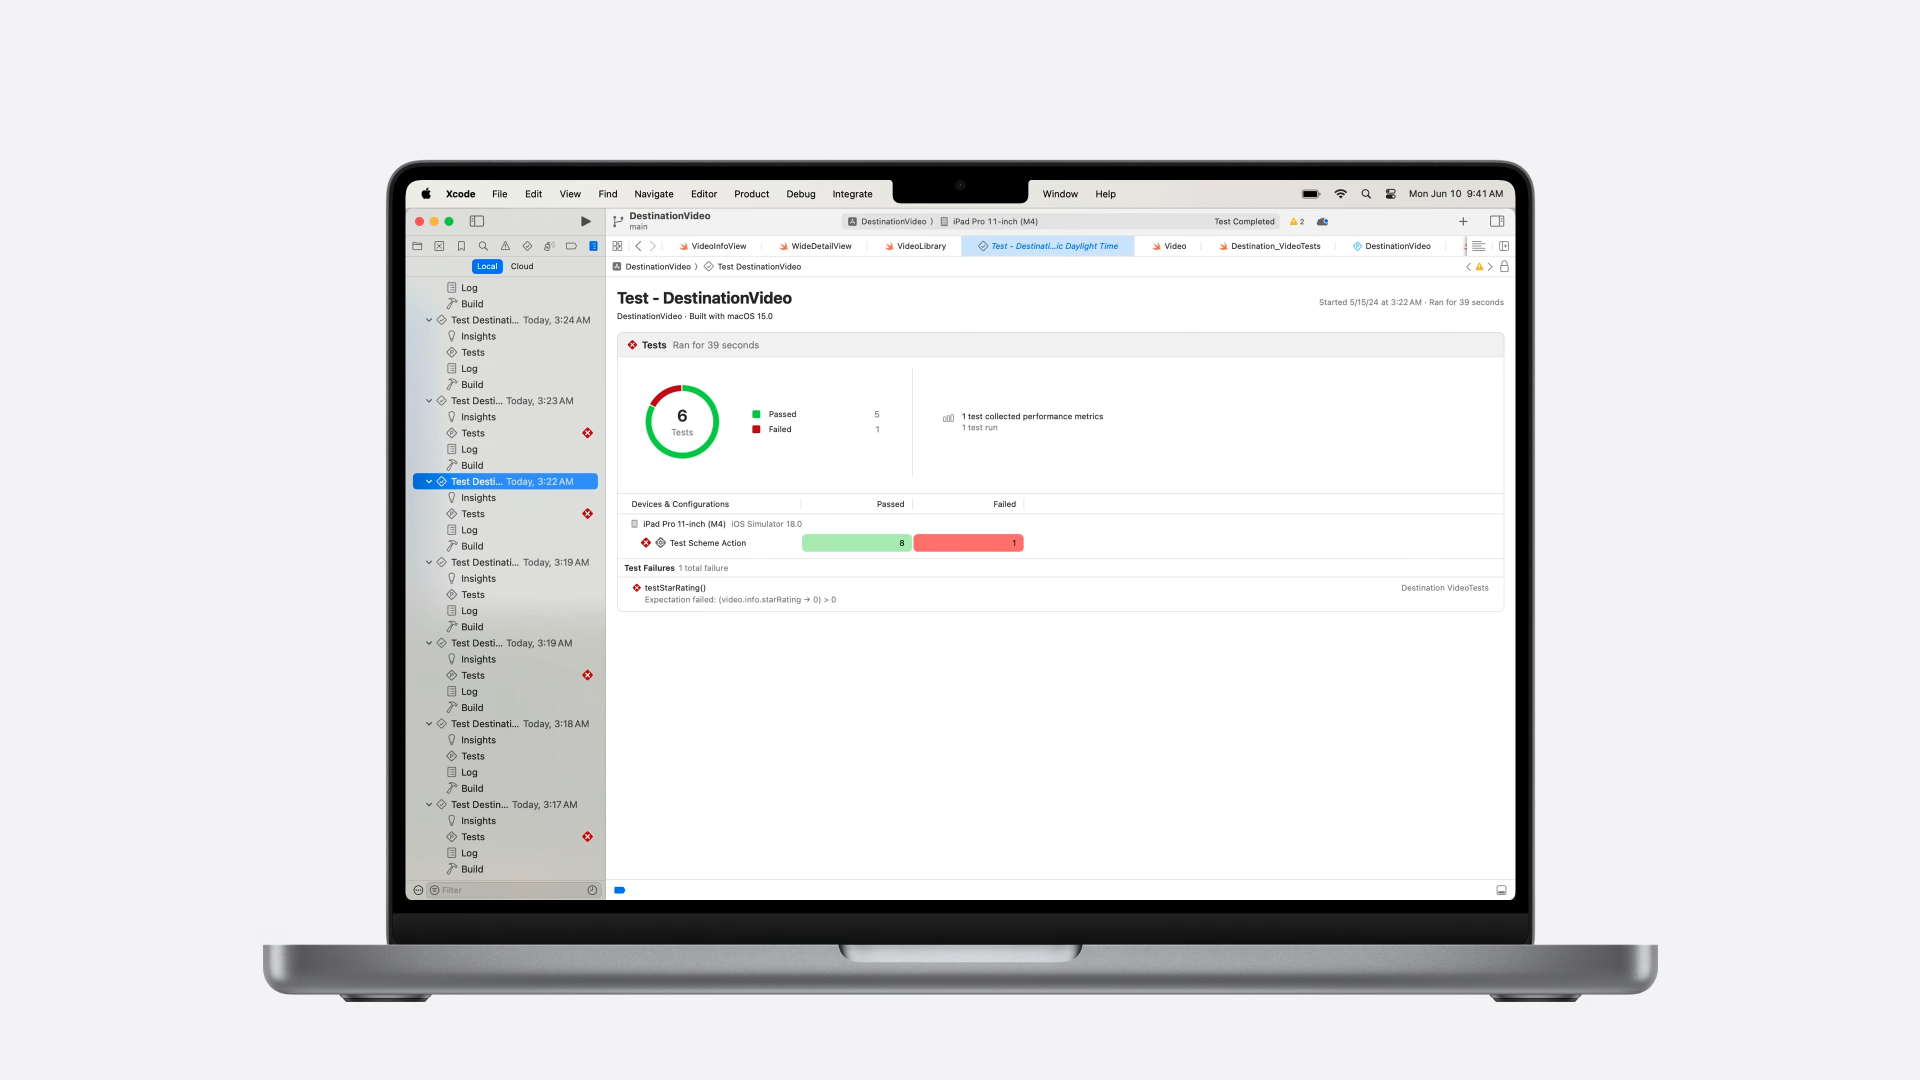 Xcode File Edit View Find Navigate Editor Product Debug Integrate Window Help Mon Jun 10 9:41 AM
DestinationVideo
main
DestinationVideo iPad Pro 11-inch (M4) Test Completed 2
VideoInfoView WideDetailView VideoLibrary Test - Destinati...ic Daylight Time Video Destination_VideoTests DestinationVideo
Local Cloud
DestinationVideo Test DestinationVideo
Log
Build
Test Destinati... Today, 3:24 AM
Insights
Tests
Log
Build
Test Desti... Today, 3:23 AM
Insights
Tests
Log
Build
Test Desti... Today, 3:22 AM
Insights
Tests
Log
Build
Test Destinati... Today, 3:19 AM
Insights
Tests
Log
Build
Test Desti... Today, 3:19 AM
Insights
Tests
Log
Build
Test Destinati... Today, 3:18 AM
Insights
Tests
Log
Build
Test Destin... Today, 3:17 AM
Insights
Tests
Log
Build
Filter
Test - DestinationVideo
Started 5/15/24 at 3:22 AM · Ran for 39 seconds
DestinationVideo · Built with macOS 15.0
Tests Ran for 39 seconds
6
Tests
Passed 5
Failed 1
1 test collected performance metrics
1 test run
Devices & Configurations Passed Failed
iPad Pro 11-inch (M4) iOS Simulator 18.0
Test Scheme Action 8 1
Test Failures 1 total failure
testStarRating() Destination VideoTests
Expectation failed: (video.info.starRating → 0) > 0